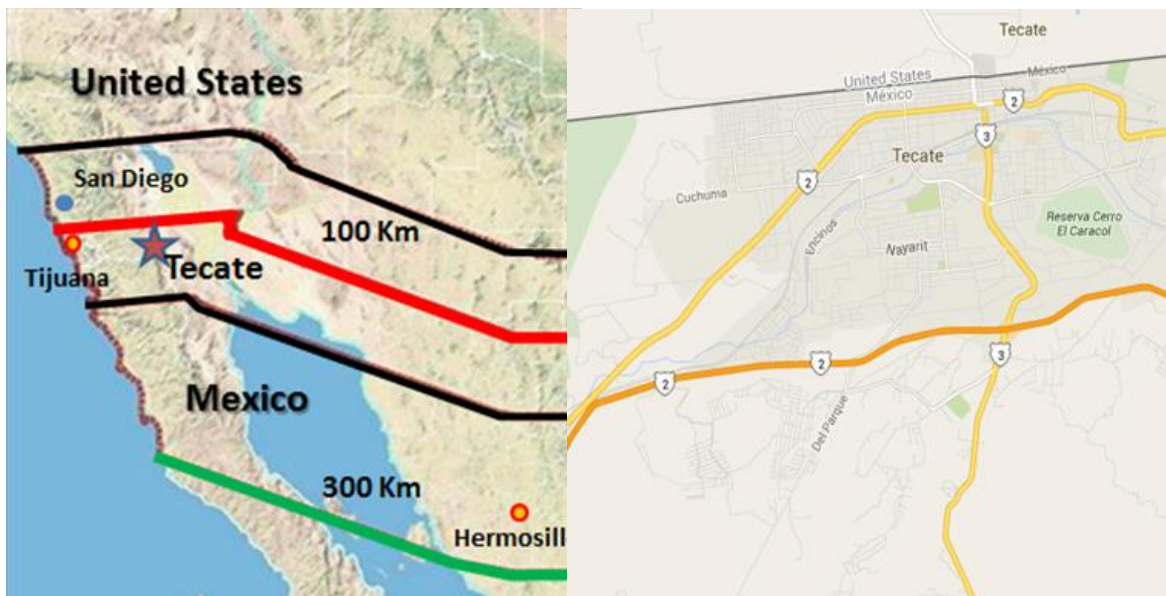 United
States
San Diego
100 Km
Tecate
Tijuana
Mexico
300 Km
Hermosill
Tecate
United States
México
México
2
3
Tecate
2
Cuchuma
Encinos
Reserva Cerro
El Caracol
Nayarit
3
2
2
Del Parque